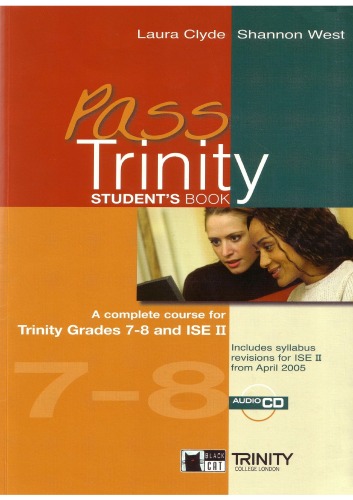 Laura Clyde Shannon West
Pass
Trinity
STUDENT'S BOOK
A complete course for
Trinity Grades 7-8 and ISE II
Includes syllabus
revisions for ISE II
from April 2005
7-8
AUDIO CD
BLACK
CAT
TRINITY
COLLEGE LONDON